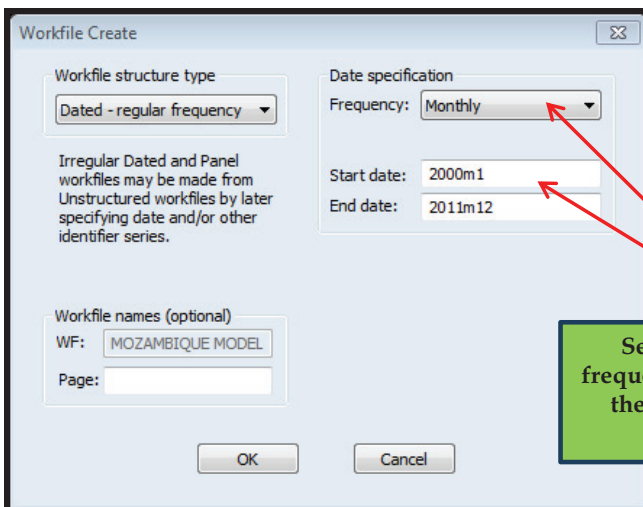 Workfile Create
Workfile structure type
Dated - regular frequency
Irregular Dated and Panel
workfiles may be made from
Unstructured workfiles by later
specifying date and/or other
identifier series.
Date specification
Frequency: Monthly
Start date: 2000m1
End date: 2011m12
Workfile names (optional)
WF: MOZAMBIQUE MODEL
Page:
OK Cancel
the